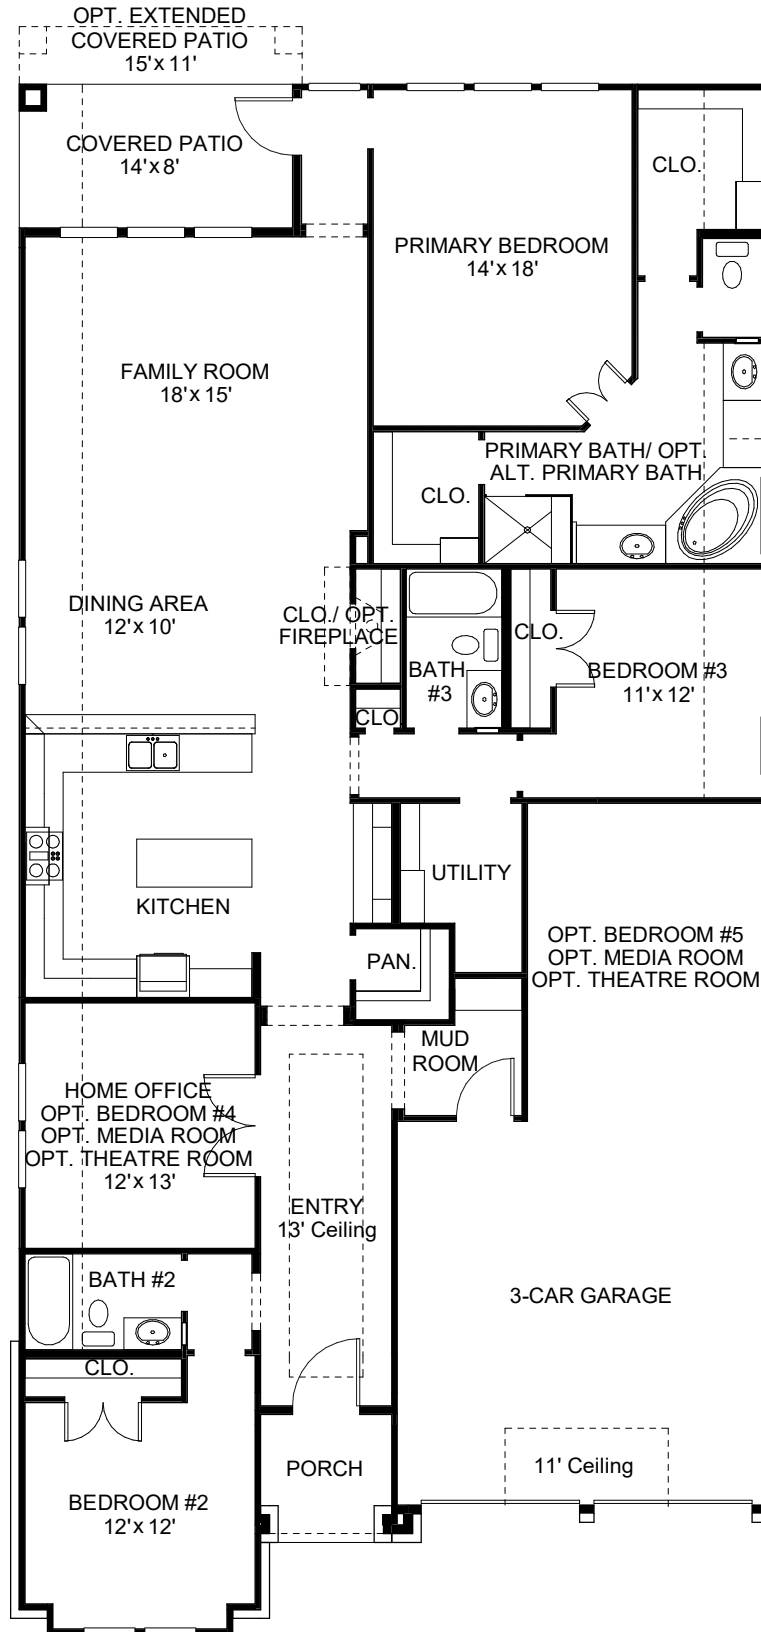 OPT. EXTENDED
COVERED PATIO
15'x 11'
COVERED PATIO
14'x 8'
CLO.
PRIMARY BEDROOM
14'x 18'
FAMILY ROOM
18'x 15'
PRIMARY BATH/ OPT.
ALT. PRIMARY BATH
CLO.
DINING AREA
12'x 10'
CLO./ OPT.
FIREPLACE
CLO.
BATH
#3
BEDROOM #3
11'x 12'
CLO
UTILITY
KITCHEN
OPT. BEDROOM #5
OPT. MEDIA ROOM
OPT. THEATRE ROOM
PAN.
MUD
ROOM
HOME OFFICE
OPT. BEDROOM #4
OPT. MEDIA ROOM
OPT. THEATRE ROOM
12'x 13'
ENTRY
13' Ceiling
BATH #2
3-CAR GARAGE
CLO.
PORCH
11' Ceiling
BEDROOM #2
12'x 12'